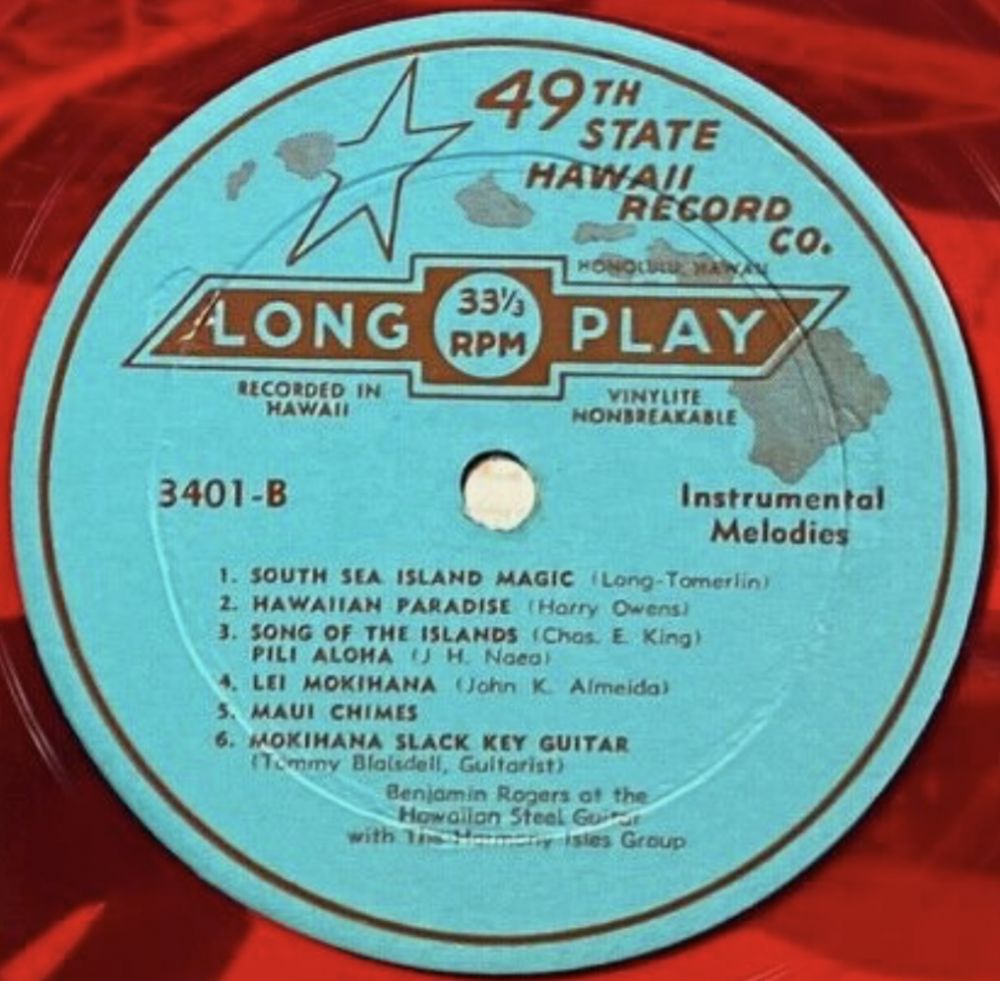 49TH
STATE
HAWAII
RECORD
CO.
HONOLULU, HAWAII
LONG 33⅓ RPM PLAY
RECORDED IN
HAWAII
VINYLITE
NONBREAKABLE
3401-B
Instrumental
Melodies
1. SOUTH SEA ISLAND MAGIC (Long-Tomerlin)
2. HAWAIIAN PARADISE (Harry Owens)
3. SONG OF THE ISLANDS (Chas. E. King)
PILI ALOHA (J. H. Naea)
4. LEI MOKIHANA (John K. Almeida)
5. MAUI CHIMES
6. MOKIHANA SLACK KEY GUITAR
(Tommy Blaisdell, Guitarist)
Benjamin Rogers at the
Hawaiian Steel Guitar
with The Harmony Isles Group